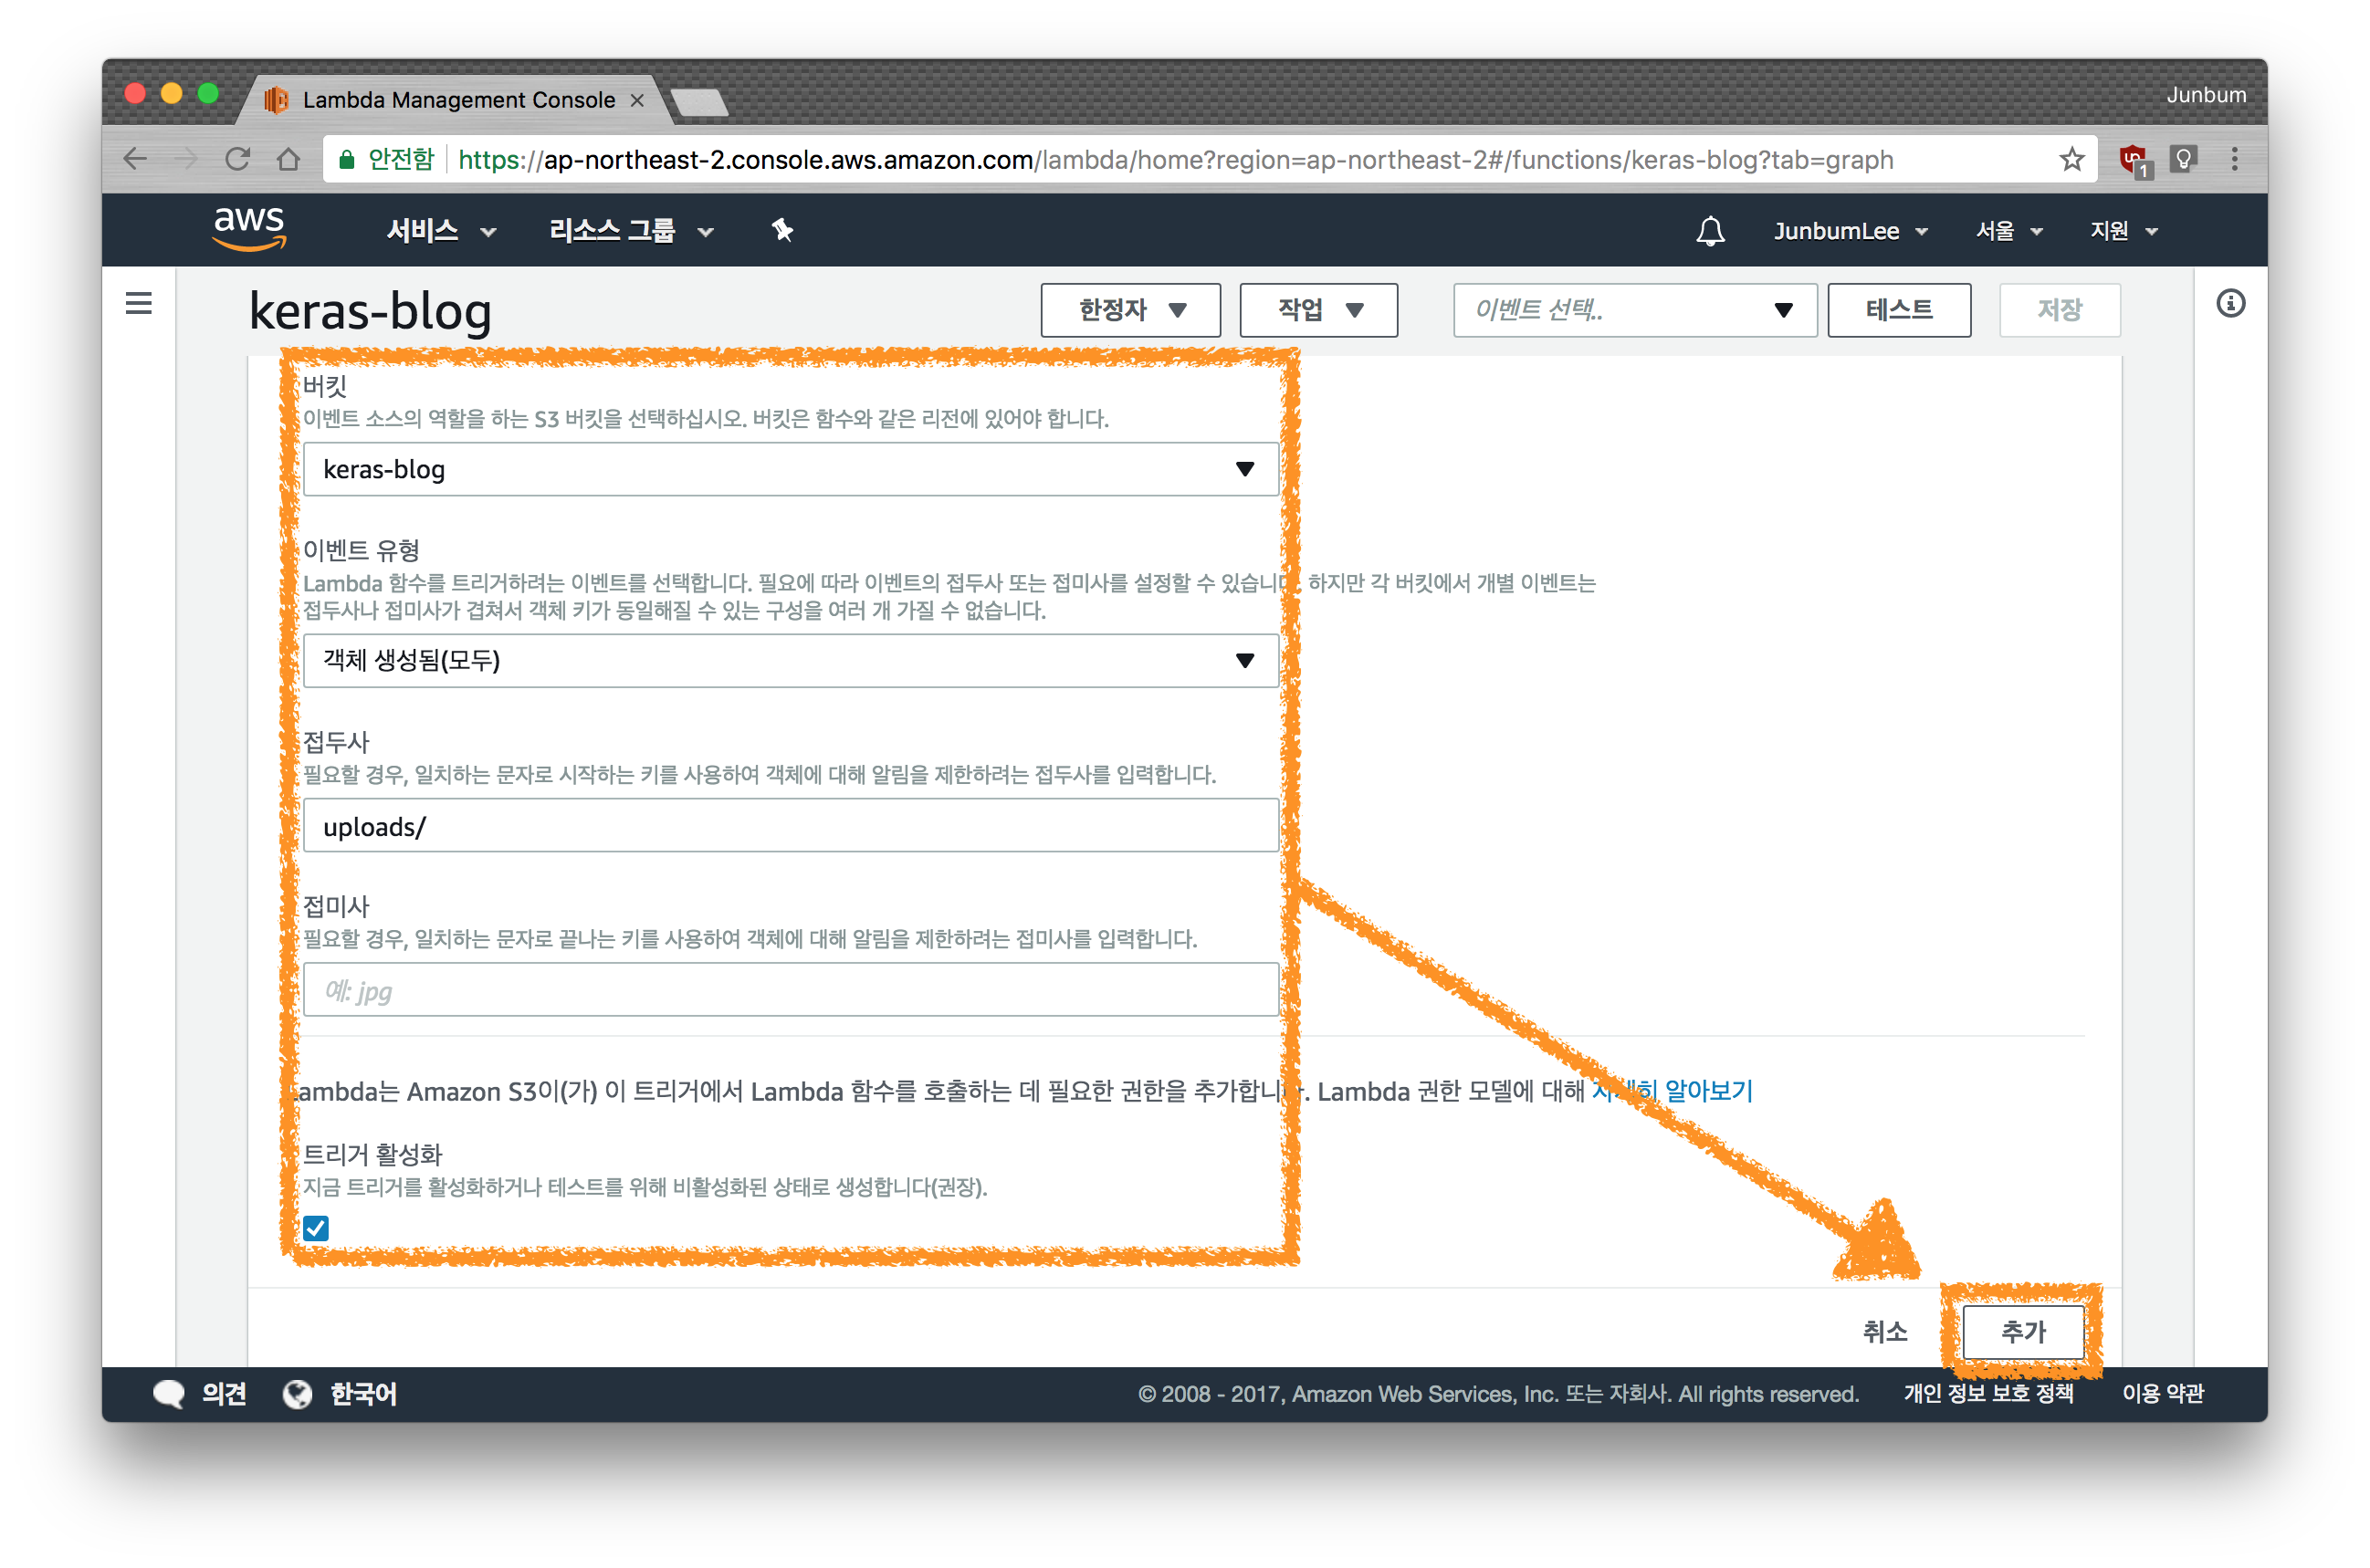 Lambda Management Console
Junbum
안전함 https://ap-northeast-2.console.aws.amazon.com/lambda/home?region=ap-northeast-2#/functions/keras-blog?tab=graph
1
aws 서비스 리소스 그룹 JunbumLee 서울 지원
keras-blog 한정자 작업 이벤트 선택.. 테스트 저장
버킷
이벤트 소스의 역할을 하는 S3 버킷을 선택하십시오. 버킷은 함수와 같은 리전에 있어야 합니다.
keras-blog
이벤트 유형
Lambda 함수를 트리거하려는 이벤트를 선택합니다. 필요에 따라 이벤트의 접두사 또는 접미사를 설정할 수 있습니다. 하지만 각 버킷에서 개별 이벤트는
접두사나 접미사가 겹쳐서 객체 키가 동일해질 수 있는 구성을 여러 개 가질 수 없습니다.
객체 생성됨(모두)
접두사
필요할 경우, 일치하는 문자로 시작하는 키를 사용하여 객체에 대해 알림을 제한하려는 접두사를 입력합니다.
uploads/
접미사
필요할 경우, 일치하는 문자로 끝나는 키를 사용하여 객체에 대해 알림을 제한하려는 접미사를 입력합니다.
예: jpg
Lambda는 Amazon S3이(가) 이 트리거에서 Lambda 함수를 호출하는 데 필요한 권한을 추가합니다. Lambda 권한 모델에 대해 자세히 알아보기
트리거 활성화
지금 트리거를 활성화하거나 테스트를 위해 비활성화된 상태로 생성합니다(권장).
취소 추가
의견 한국어 © 2008 - 2017, Amazon Web Services, Inc. 또는 자회사. All rights reserved. 개인 정보 보호 정책 이용 약관